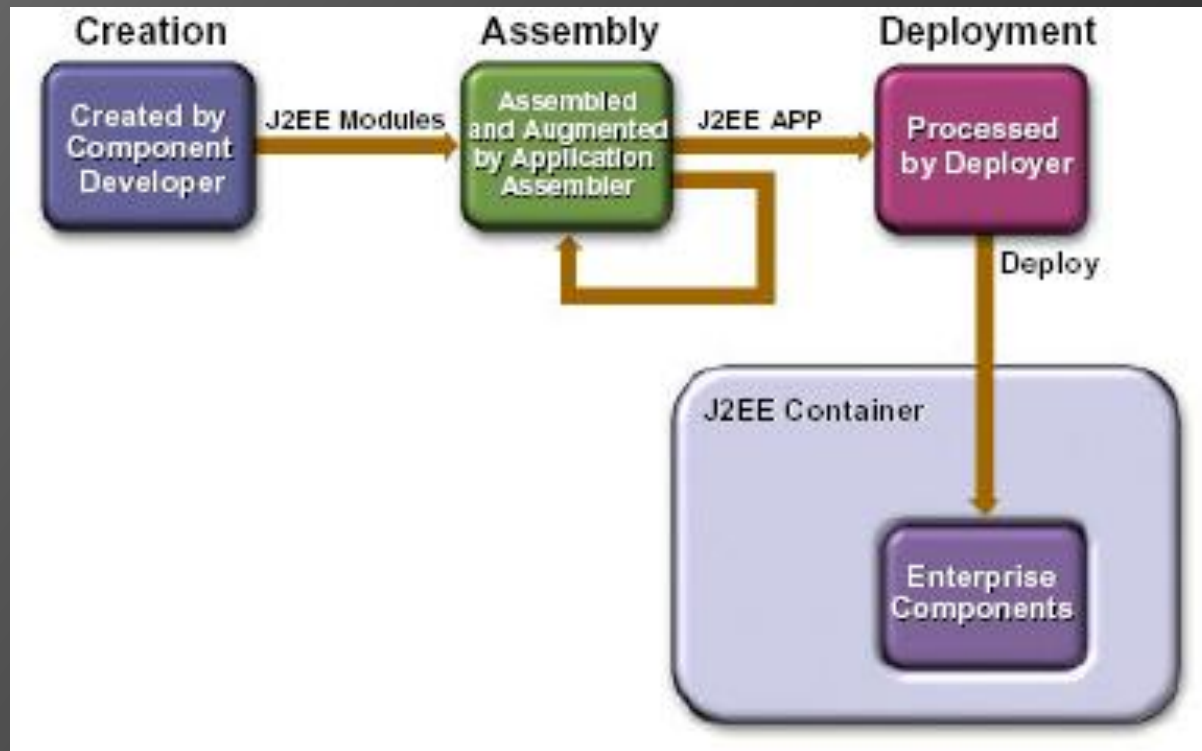 Creation
Assembly
Deployment
Created by
Component
Developer
J2EE Modules
Assembled
and Augmented
by Application
Assembler
J2EE APP
Processed
by Deployer
Deploy
J2EE Container
Enterprise
Components